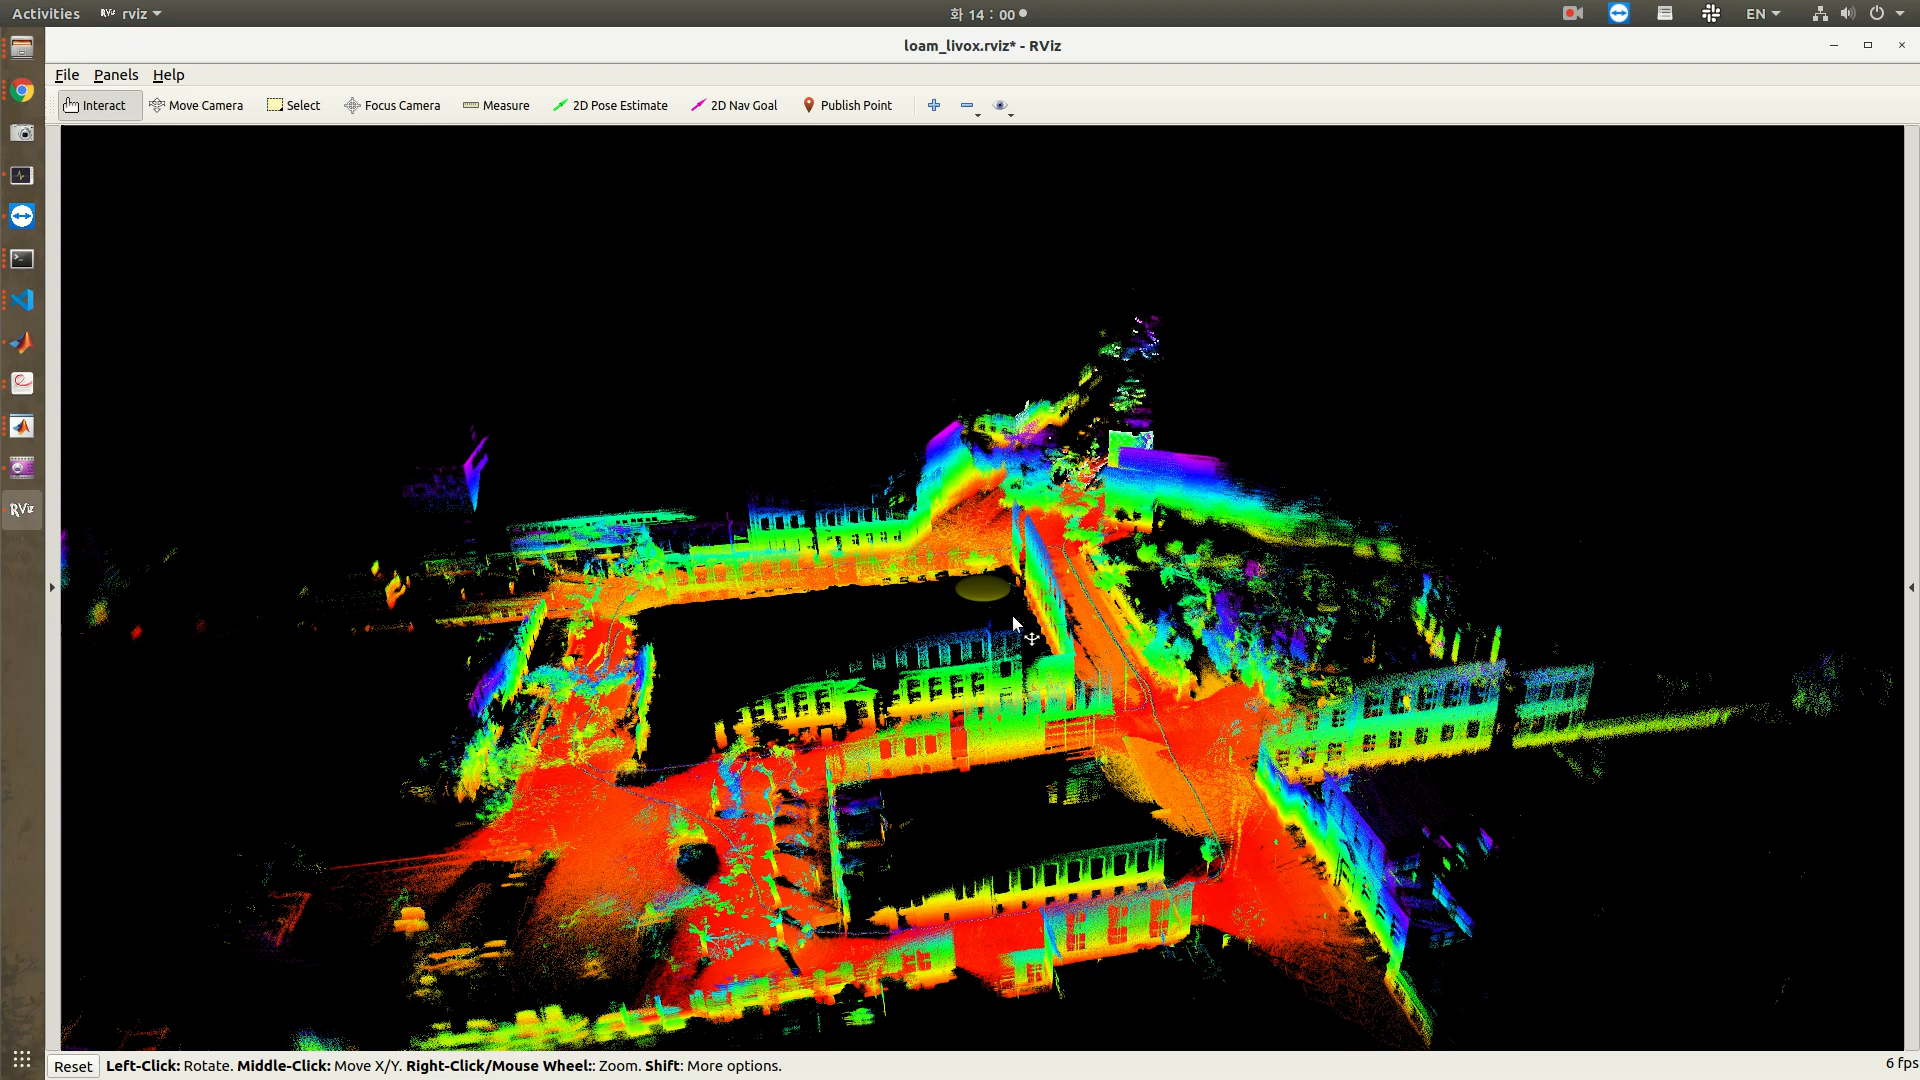 Activities RViz rviz 화 14 : 00 EN
loam_livox.rviz* - RViz
File Panels Help
Interact Move Camera Select Focus Camera Measure 2D Pose Estimate 2D Nav Goal Publish Point
RViz
Reset Left-Click: Rotate. Middle-Click: Move X/Y. Right-Click/Mouse Wheel:: Zoom. Shift: More options. 6 fps